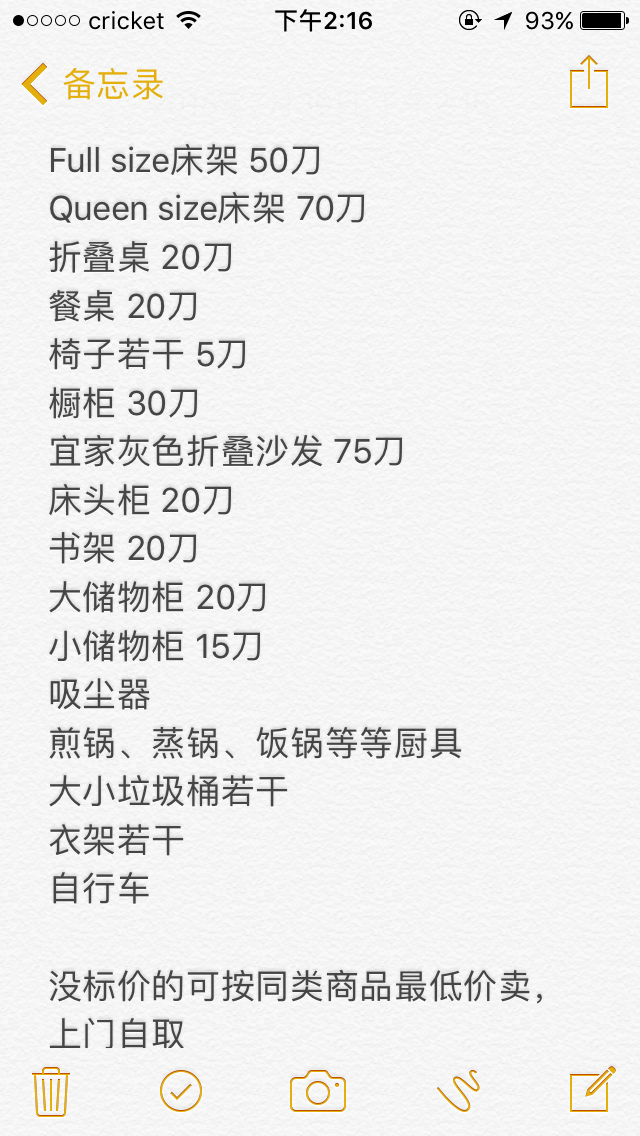 cricket 下午2:16 93%
备忘录
Full size床架 50刀
Queen size床架 70刀
折叠桌 20刀
餐桌 20刀
椅子若干 5刀
橱柜 30刀
宜家灰色折叠沙发 75刀
床头柜 20刀
书架 20刀
大储物柜 20刀
小储物柜 15刀
吸尘器
煎锅、蒸锅、饭锅等等厨具
大小垃圾桶若干
衣架若干
自行车
没标价的可按同类商品最低价卖，
上门自取